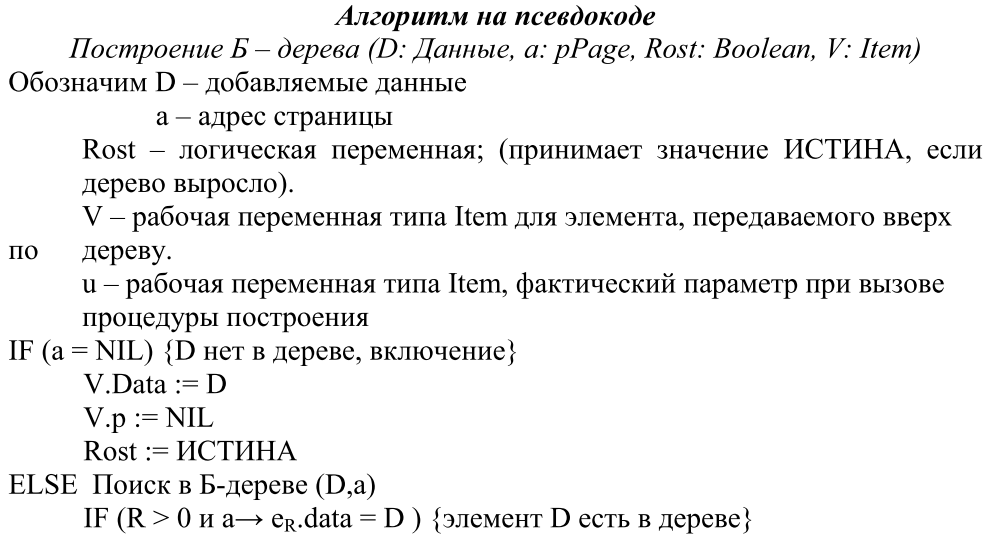 Алгоритм на псевдокоде
Построение Б – дерева (D: Данные, a: pPage, Rost: Boolean, V: Item)
Обозначим D – добавляемые данные
a – адрес страницы
Rost – логическая переменная; (принимает значение ИСТИНА, если
дерево выросло).
V – рабочая переменная типа Item для элемента, передаваемого вверх
по дереву.
u – рабочая переменная типа Item, фактический параметр при вызове
процедуры построения
IF (a = NIL) {D нет в дереве, включение}
V.Data := D
V.p := NIL
Rost := ИСТИНА
ELSE Поиск в Б-дереве (D,a)
IF (R > 0 и a→ eR.data = D ) {элемент D есть в дереве}